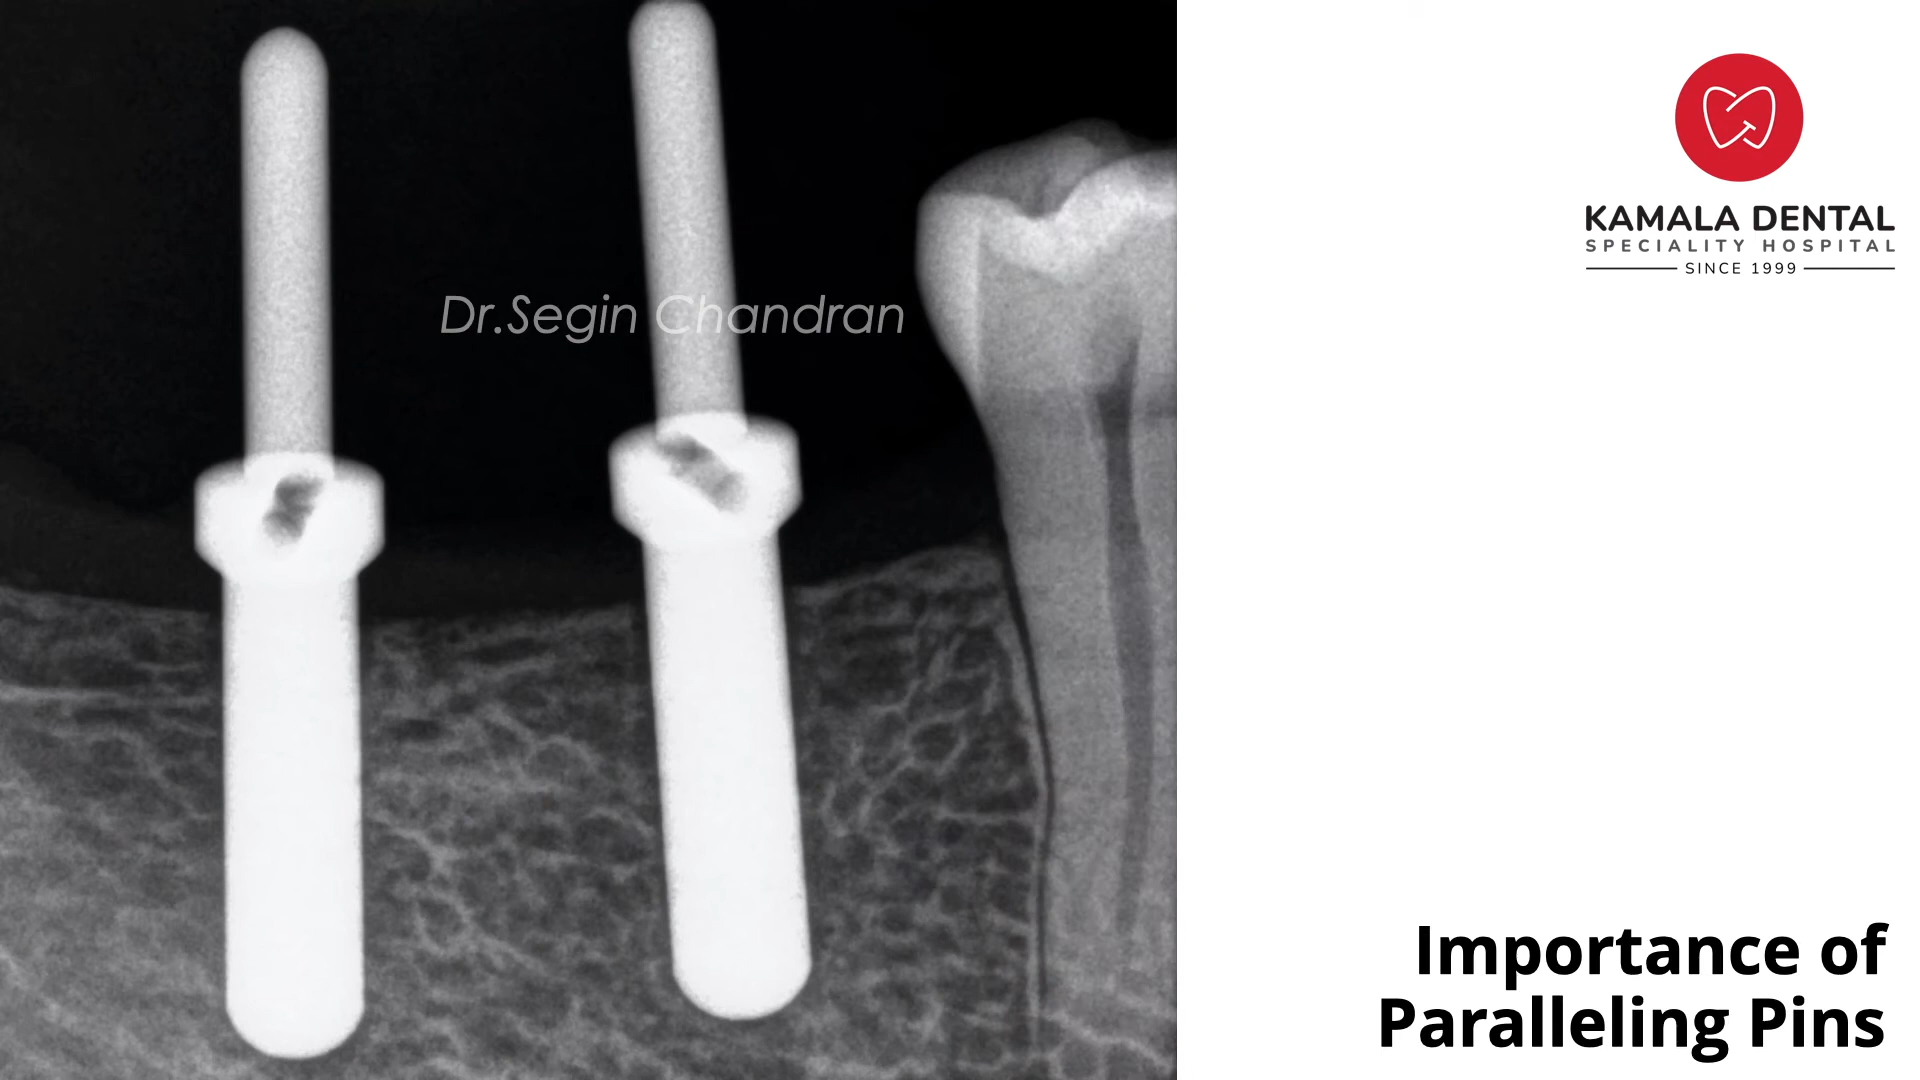 Dr.Segin Chandran
KAMALA DENTAL
SPECIALITY HOSPITAL
SINCE 1999
Importance of
Paralleling Pins